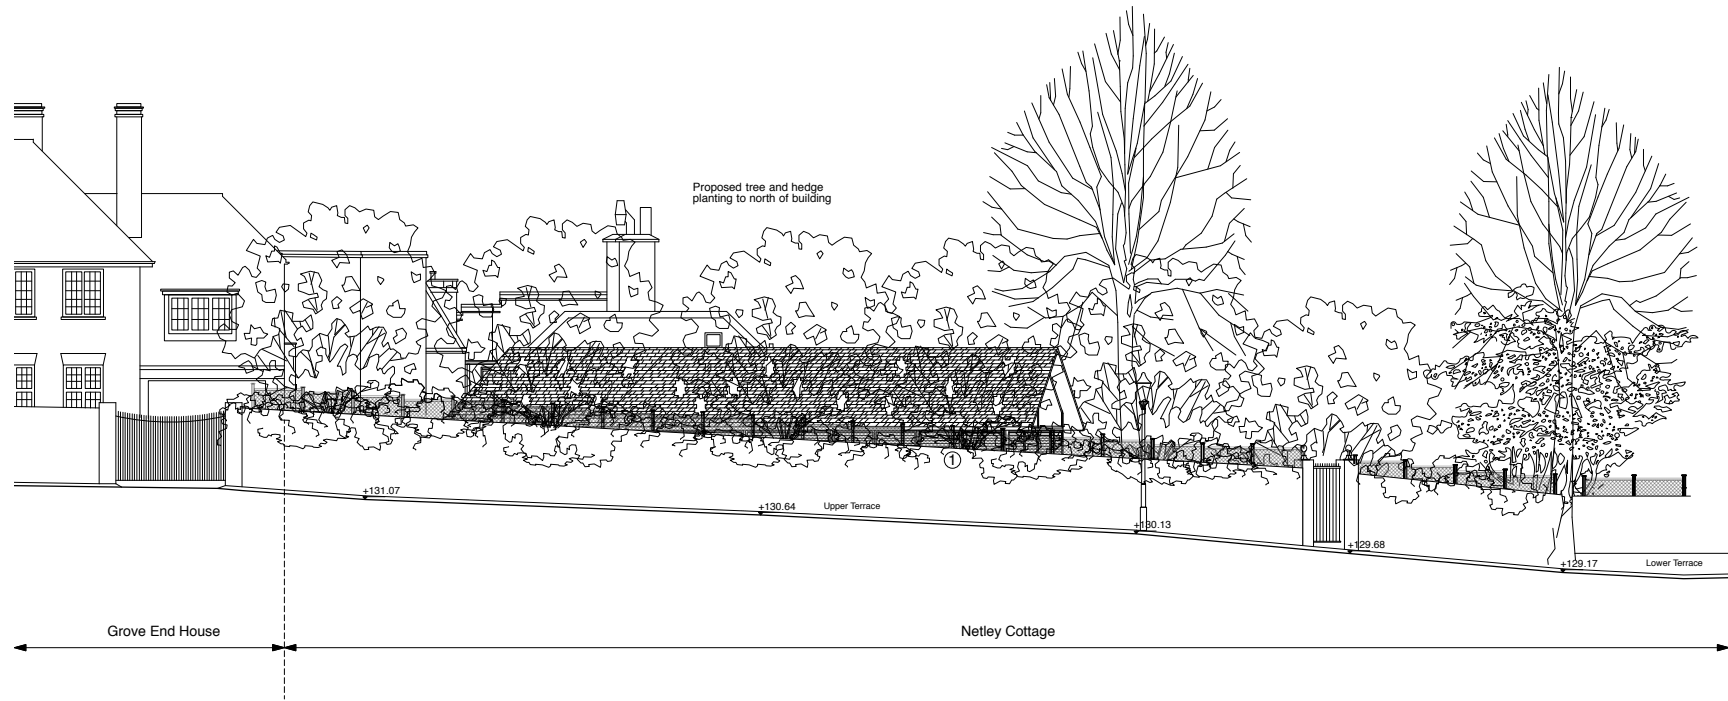 Proposed tree and hedge
planting to north of building
1
+131.07
+130.64
Upper Terrace
+130.13
+129.68
+129.17
Lower Terrace
Grove End House
Netley Cottage